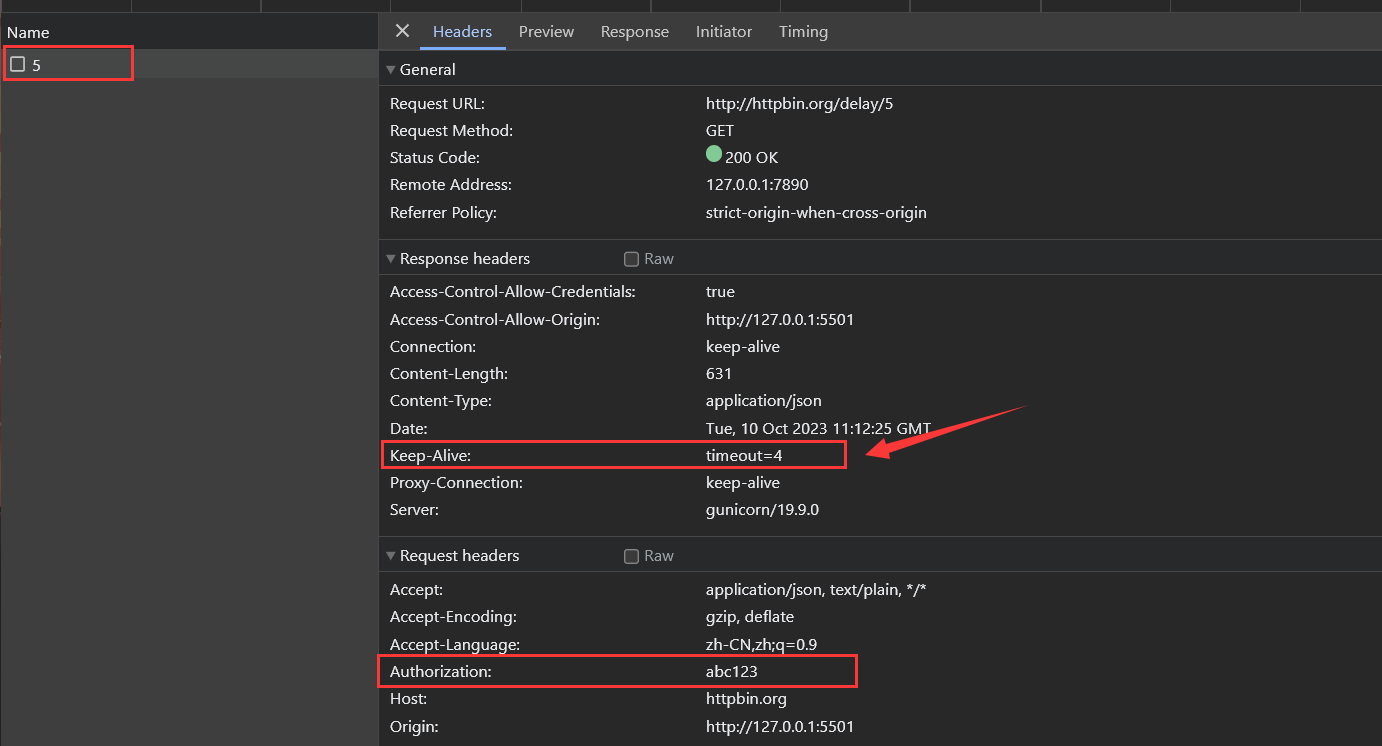 Name
5
Headers Preview Response Initiator Timing
General
Request URL: http://httpbin.org/delay/5
Request Method: GET
Status Code: 200 OK
Remote Address: 127.0.0.1:7890
Referrer Policy: strict-origin-when-cross-origin
Response headers Raw
Access-Control-Allow-Credentials: true
Access-Control-Allow-Origin: http://127.0.0.1:5501
Connection: keep-alive
Content-Length: 631
Content-Type: application/json
Date: Tue, 10 Oct 2023 11:12:25 GMT
Keep-Alive: timeout=4
Proxy-Connection: keep-alive
Server: gunicorn/19.9.0
Request headers Raw
Accept: application/json, text/plain, */*
Accept-Encoding: gzip, deflate
Accept-Language: zh-CN,zh;q=0.9
Authorization: abc123
Host: httpbin.org
Origin: http://127.0.0.1:5501